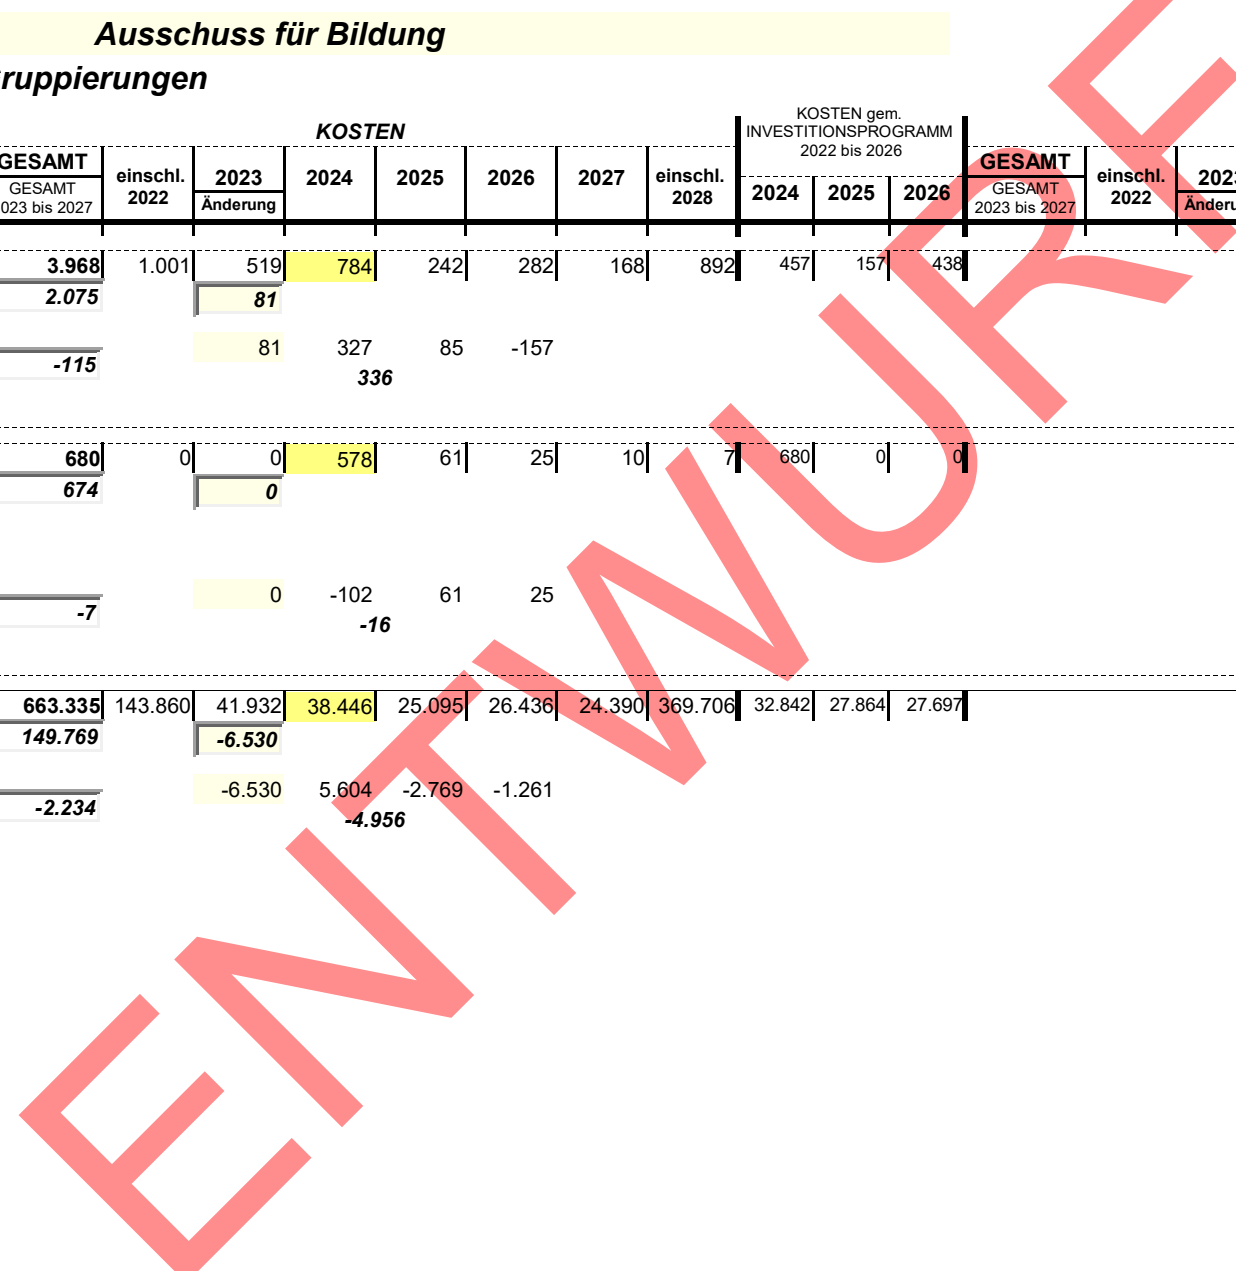 Ausschuss für Bildung
ruppierungen
KOSTEN
KOSTEN gem.
INVESTITIONSPROGRAMM
2022 bis 2026
GESAMT einschl. 2022 2023 2024 2025 2026 2027 einschl. 2028 2024 2025 2026 GESAMT einschl. 2022 2023
GESAMT 2023 bis 2027 Änderung GESAMT 2023 bis 2027 Änderu
3.968 1.001 519 784 242 282 168 892 457 157 438
2.075 81
81 327 85 -157
-115 336
680 0 0 578 61 25 10 7 680 0 0
674 0
0 -102 61 25
-7 -16
663.335 143.860 41.932 38.446 25.095 26.436 24.390 369.706 32.842 27.864 27.697
149.769 -6.530
-6.530 5.604 -2.769 -1.261
-2.234 -4.956
ENTWURF